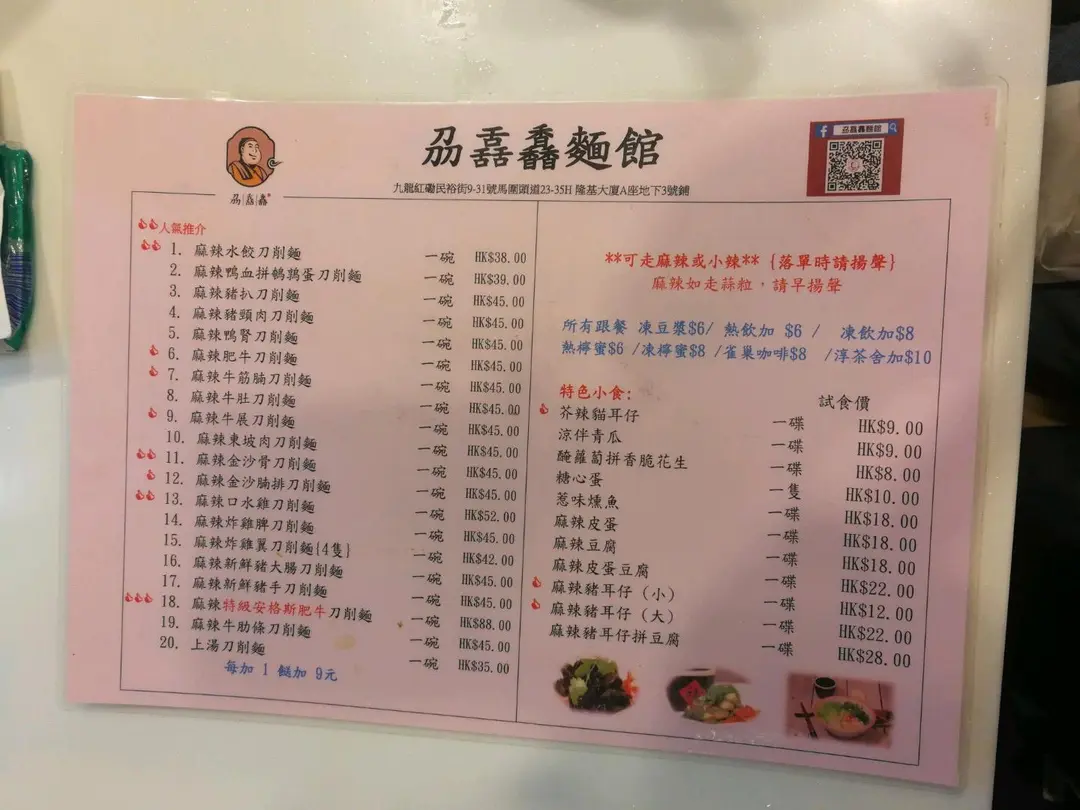 刕 馫麵館
九龍紅磡民裕街9-31號馬圍頭道23-35H 隆基大厦A座地下3號鋪
人氣推介
1. 麻辣水餃刀削麵 一碗 HK$38.00
2. 麻辣鴨血拼鵪鶉蛋刀削麵 一碗 HK$39.00
3. 麻辣豬扒刀削麵 一碗 HK$45.00
4. 麻辣豬頸肉刀削麵 一碗 HK$45.00
5. 麻辣鴨腎刀削麵 一碗 HK$45.00
6. 麻辣肥牛刀削麵 一碗 HK$45.00
7. 麻辣牛筋腩刀削麵 一碗 HK$45.00
8. 麻辣牛肚刀削麵 一碗 HK$45.00
9. 麻辣牛展刀削麵 一碗 HK$45.00
10. 麻辣東坡肉刀削麵 一碗 HK$45.00
11. 麻辣金沙骨刀削麵 一碗 HK$45.00
12. 麻辣金沙腩排刀削麵 一碗 HK$45.00
13. 麻辣口水雞刀削麵 一碗 HK$52.00
14. 麻辣炸雞脾刀削麵 一碗 HK$45.00
15. 麻辣炸雞翼刀削麵{4隻} 一碗 HK$42.00
16. 麻辣新鮮豬大腸刀削麵 一碗 HK$45.00
17. 麻辣新鮮豬手刀削麵 一碗 HK$45.00
18. 麻辣特級安格斯肥牛刀削麵 一碗 HK$88.00
19. 麻辣牛肋條刀削麵 一碗 HK$45.00
20. 上湯刀削麵 一碗 HK$35.00
每加 1 餸加 9元
**可走麻辣或小辣** {落單時請揚聲}
麻辣如走蒜粒，請早揚聲
所有跟餐 凍豆漿$6/ 熱飲加 $6 / 凍飲加$8
熱檸蜜$6 /凍檸蜜$8 /雀巢咖啡$8 /淳茶舍加$10
特色小食: 試食價
芥辣貓耳仔 一碟 HK$9.00
涼伴青瓜 一碟 HK$9.00
醃蘿蔔拼香脆花生 一碟 HK$8.00
糖心蛋 一隻 HK$10.00
惹味燻魚 一碟 HK$18.00
麻辣皮蛋 一碟 HK$18.00
麻辣豆腐 一碟 HK$18.00
麻辣皮蛋豆腐 一碟 HK$22.00
麻辣豬耳仔（小） 一碟 HK$12.00
麻辣豬耳仔（大） 一碟 HK$22.00
麻辣豬耳仔拼豆腐 一碟 HK$28.00